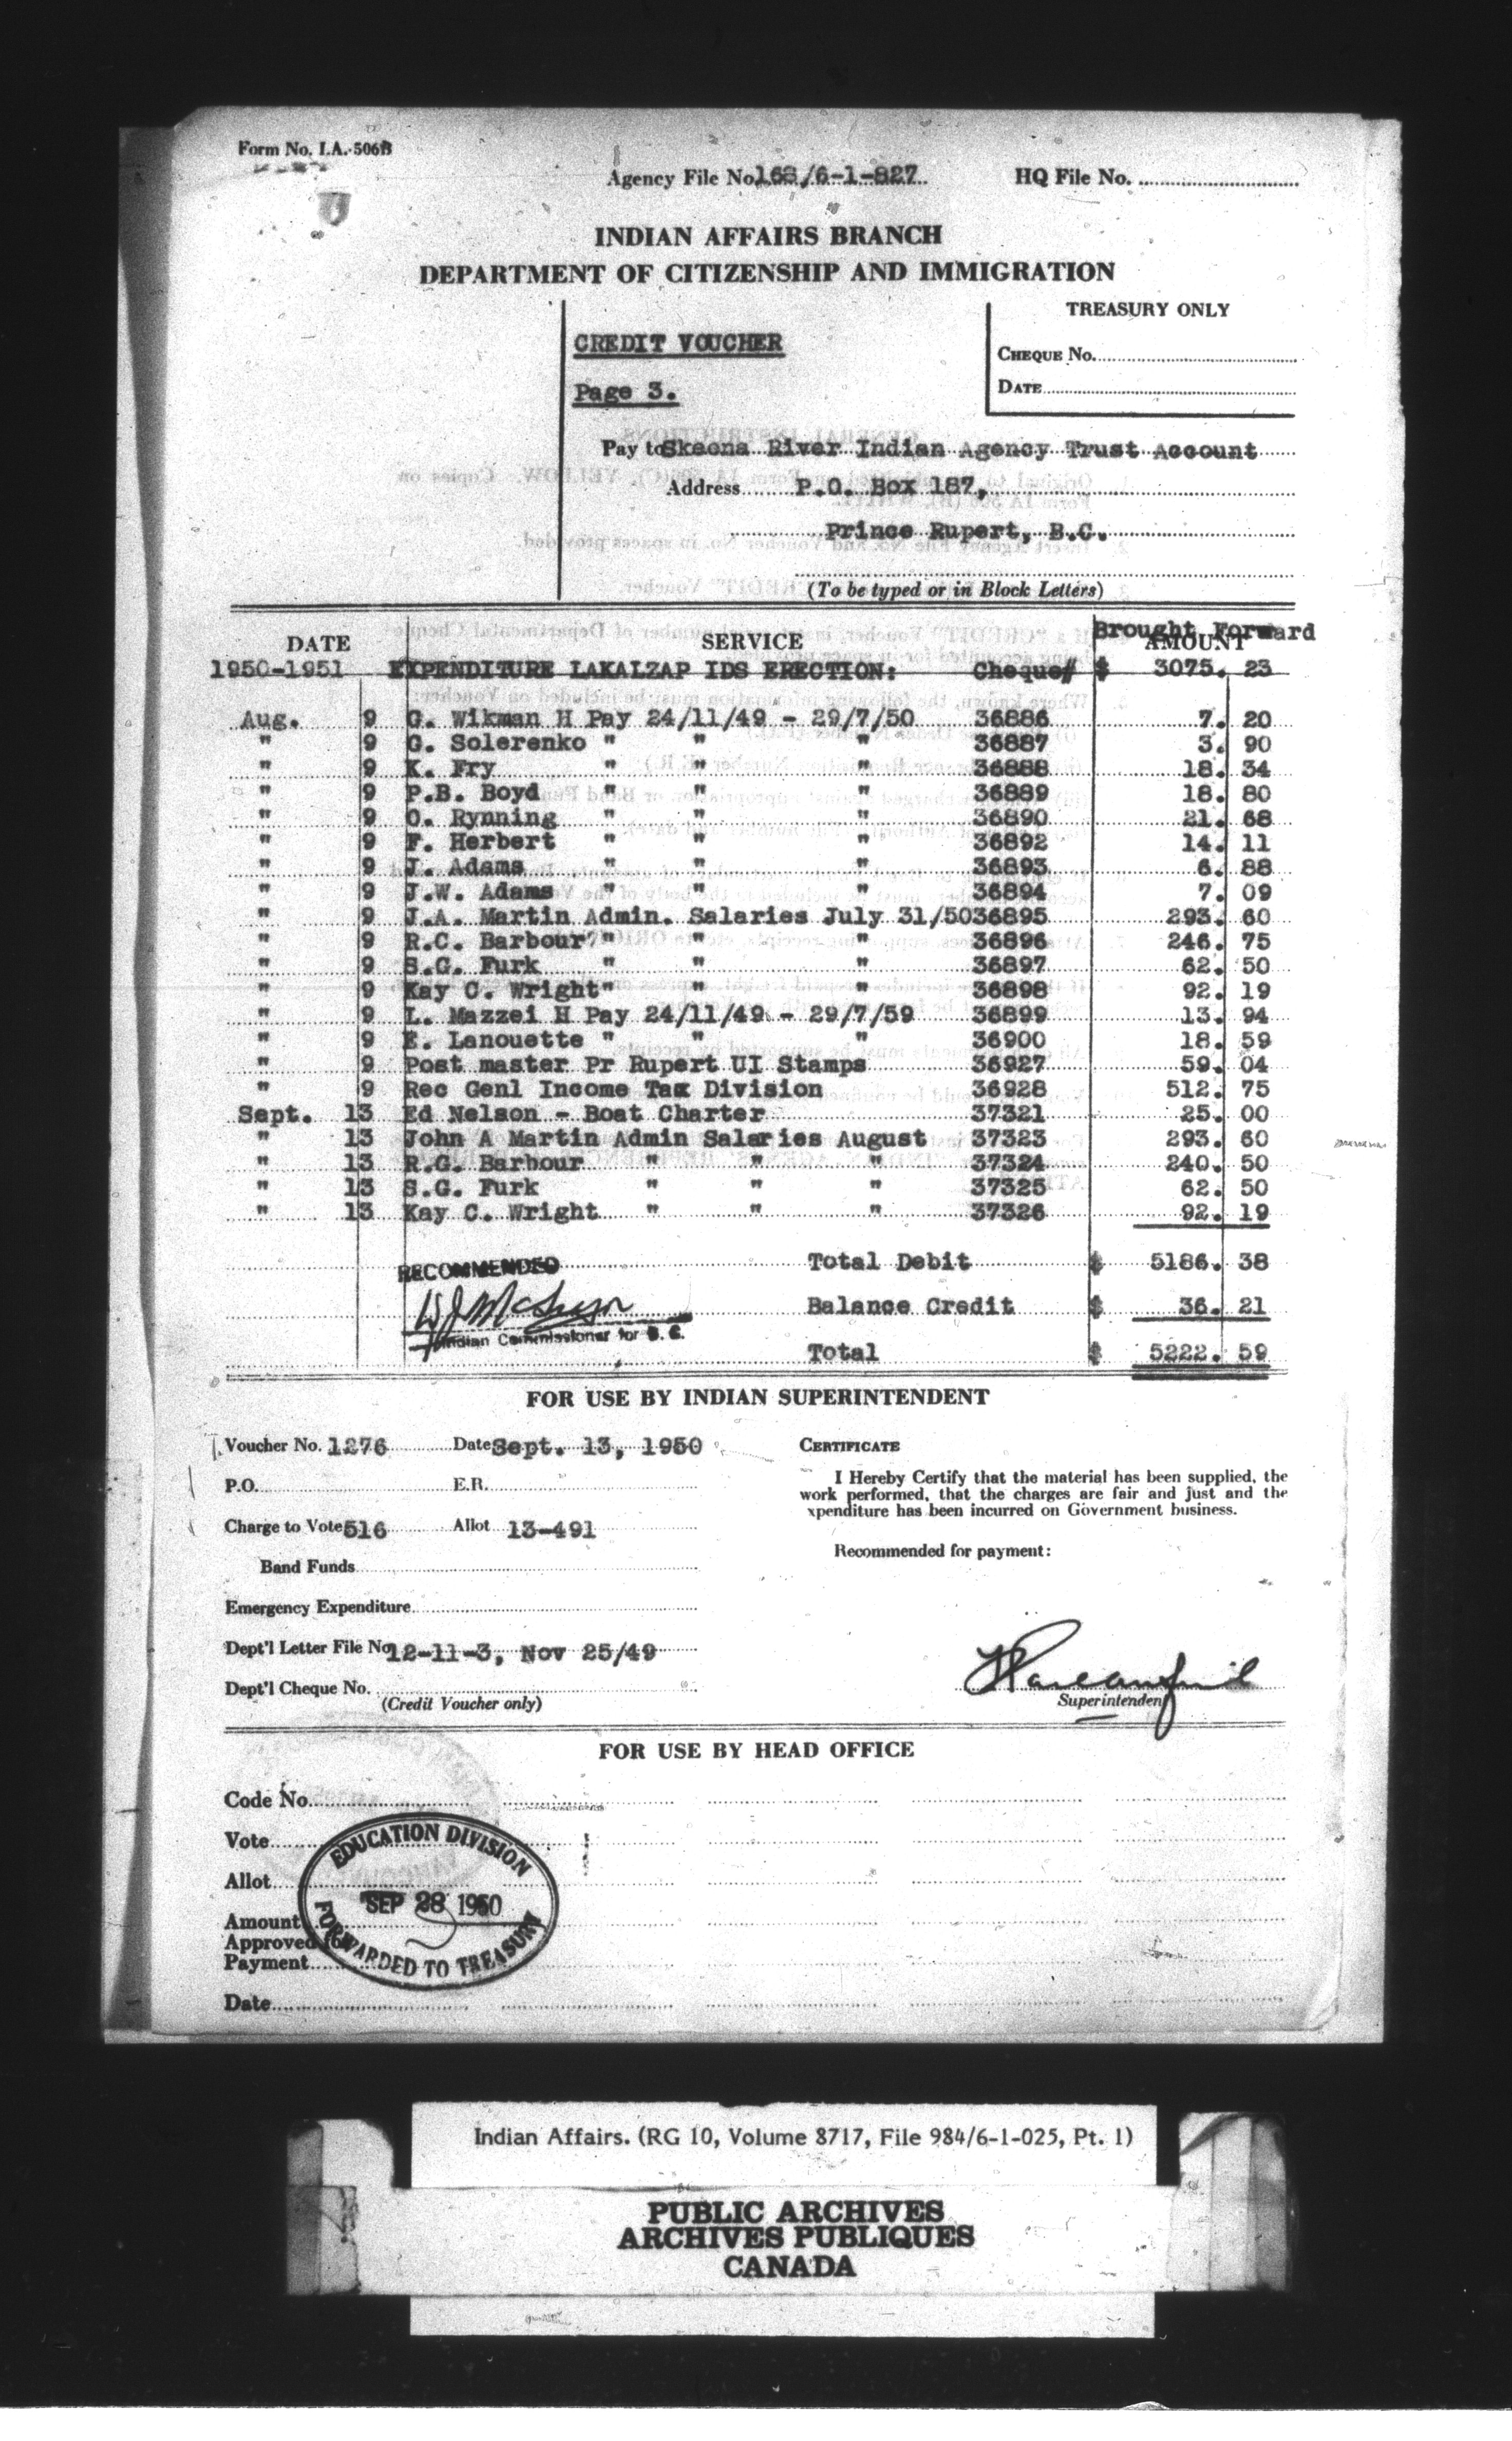 Form No. I.A. 506B
Agency File No. 163/6-1-827 HQ File No.
INDIAN AFFAIRS BRANCH
DEPARTMENT OF CITIZENSHIP AND IMMIGRATION
TREASURY ONLY
CREDIT VOUCHER
CHEQUE No.
Page 3.
DATE
Pay to Skeena River Indian Agency Trust Account
Address P.O. Box 187,
Prince Rupert, B.C.
(To be typed or in Block Letters)
Brought Forward
DATE SERVICE AMOUNT
1950-1951 EXPENDITURE LAKALZAP IDS ERECTION: Cheque# $ 3075. 23
Aug. 9 G. Wikman H Pay 24/11/49 - 29/7/50 36886 7. 20
" 9 G. Solerenko " " " 36887 3. 90
" 9 K. Fry " " " 36888 18. 34
" 9 P.B. Boyd " " " 36889 18. 80
" 9 O. Rynning " " " 36890 21. 68
" 9 F. Herbert " " " 36892 14. 11
" 9 J. Adams " " " 36893 6. 88
" 9 J.W. Adams " " " 36894 7. 09
" 9 J.A. Martin Admin. Salaries July 31/50 36895 293. 60
" 9 R.C. Barbour " " " 36896 246. 75
" 9 S.G. Furk " " " 36897 62. 50
" 9 Kay C. Wright " " " 36898 92. 19
" 9 L. Mazzei H Pay 24/11/49 - 29/7/59 36899 13. 94
" 9 E. Lanouette " " " 36900 18. 59
" 9 Post master Pr Rupert UI Stamps 36927 59. 04
" 9 Rec Genl Income Tax Division 36928 512. 75
Sept. 13 Ed Nelson - Boat Charter 37321 25. 00
" 13 John A Martin Admin Salaries August 37323 293. 60
" 13 R.G. Barbour " " " 37324 240. 50
" 13 S.G. Furk " " " 37325 62. 50
" 13 Kay C. Wright " " " 37326 92. 19
RECOMMENDED Total Debit $ 5186. 38
Balance Credit $ 36. 21
Indian Commissioner for B. C.
Total $ 5222. 59
FOR USE BY INDIAN SUPERINTENDENT
Voucher No. 1276 Date Sept. 13, 1950 CERTIFICATE
I Hereby Certify that the material has been supplied, the
P.O. E.R.
work performed, that the charges are fair and just and the
xpenditure has been incurred on Government business.
Charge to Vote 516 Allot 13-491
Recommended for payment:
Band Funds
Emergency Expenditure
Dept'l Letter File No 12-11-3, Nov 25/49
Dept'l Cheque No.
(Credit Voucher only) Superintendent
FOR USE BY HEAD OFFICE
Code No.
Vote
Allot
Amount
Approved for
Payment
Date
EDUCATION DIVISION
SEP 28 1950
FORWARDED TO TREASURY
Indian Affairs. (RG 10, Volume 8717, File 984/6-1-025, Pt. 1)
PUBLIC ARCHIVES
ARCHIVES PUBLIQUES
CANADA